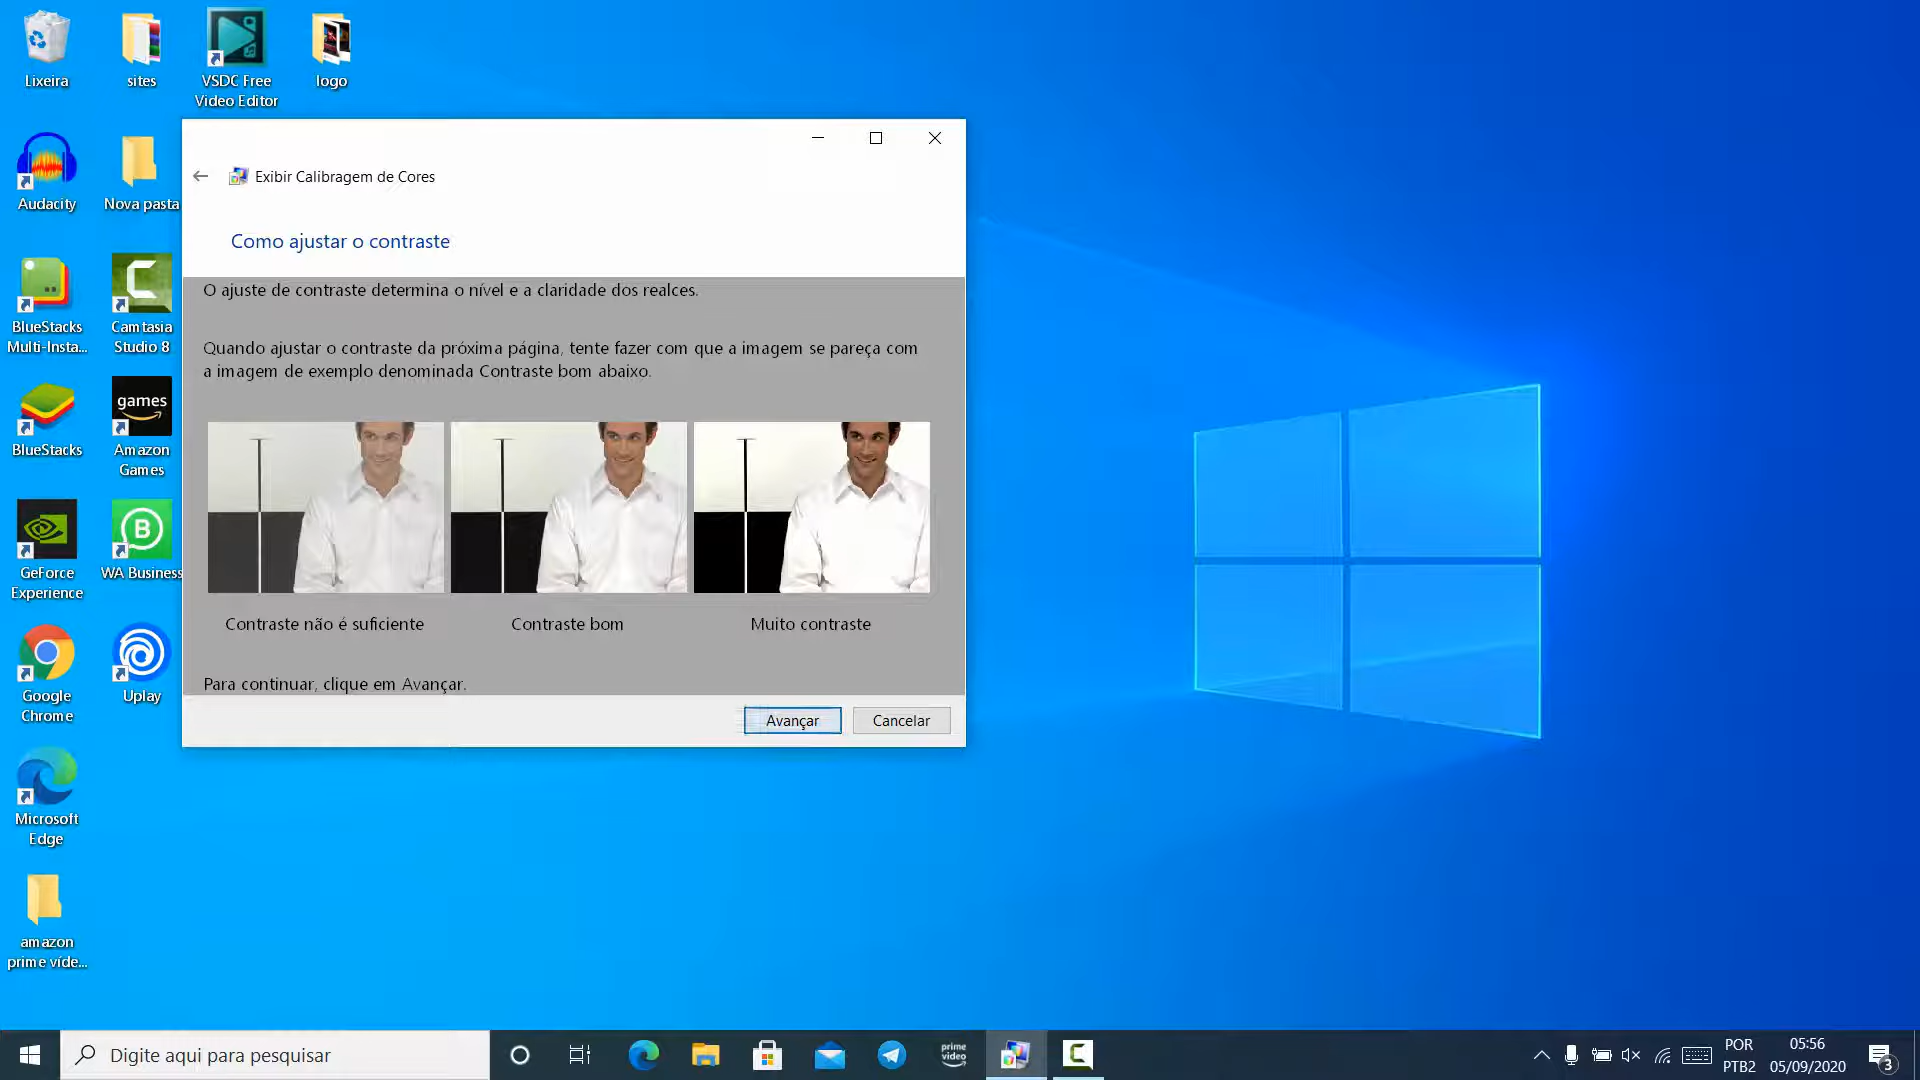 Lixeira
sites
VSDC Free
Video Editor
logo
Audacity
Nova pasta
BlueStacks
Multi-Insta...
Camtasia
Studio 8
BlueStacks
games
Amazon
Games
GeForce
Experience
WA Business
Google
Chrome
Uplay
Microsoft
Edge
amazon
prime víde...
Exibir Calibragem de Cores
Como ajustar o contraste
O ajuste de contraste determina o nível e a claridade dos realces.
Quando ajustar o contraste da próxima página, tente fazer com que a imagem se pareça com
a imagem de exemplo denominada Contraste bom abaixo.
Contraste não é suficiente
Contraste bom
Muito contraste
Para continuar, clique em Avançar.
Avançar
Cancelar
Digite aqui para pesquisar
prime
video
POR
PTB2
05:56
05/09/2020
3